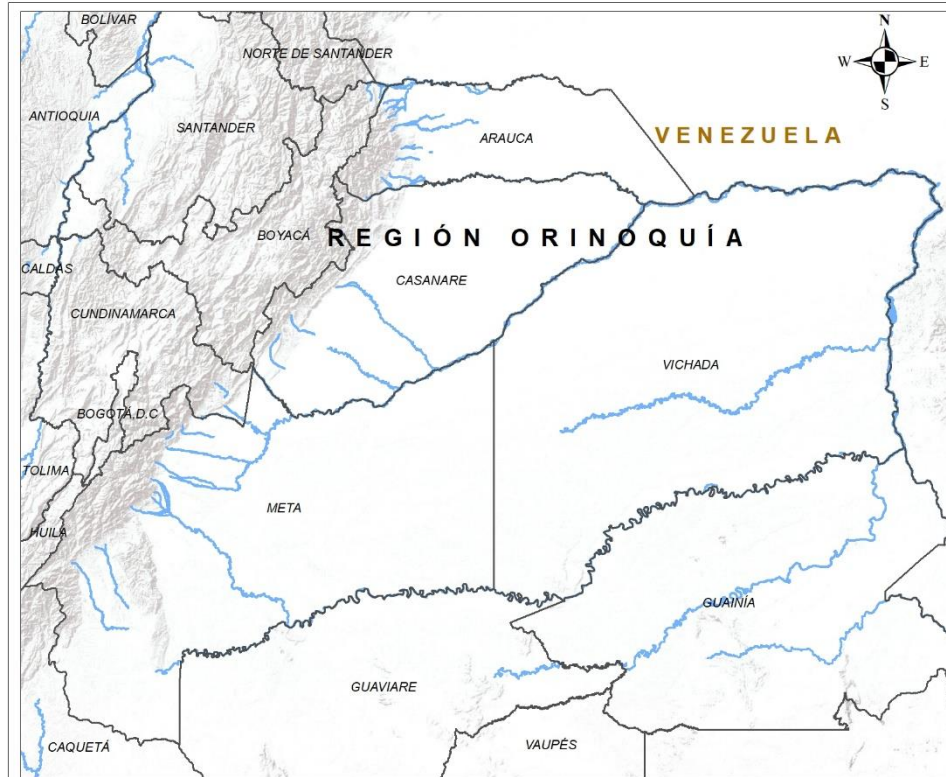 BOLÍVAR
N
NORTE DE SANTANDER
W
E
S
ANTIOQUIA
SANTANDER
ARAUCA
VENEZUELA
BOYACÁ
REGIÓN ORINOQUÍA
CALDAS
CASANARE
CUNDINAMARCA
VICHADA
BOGOTÁ,D.C
TOLIMA
META
HUILA
GUAINÍA
GUAVIARE
CAQUETÁ
VAUPÉS